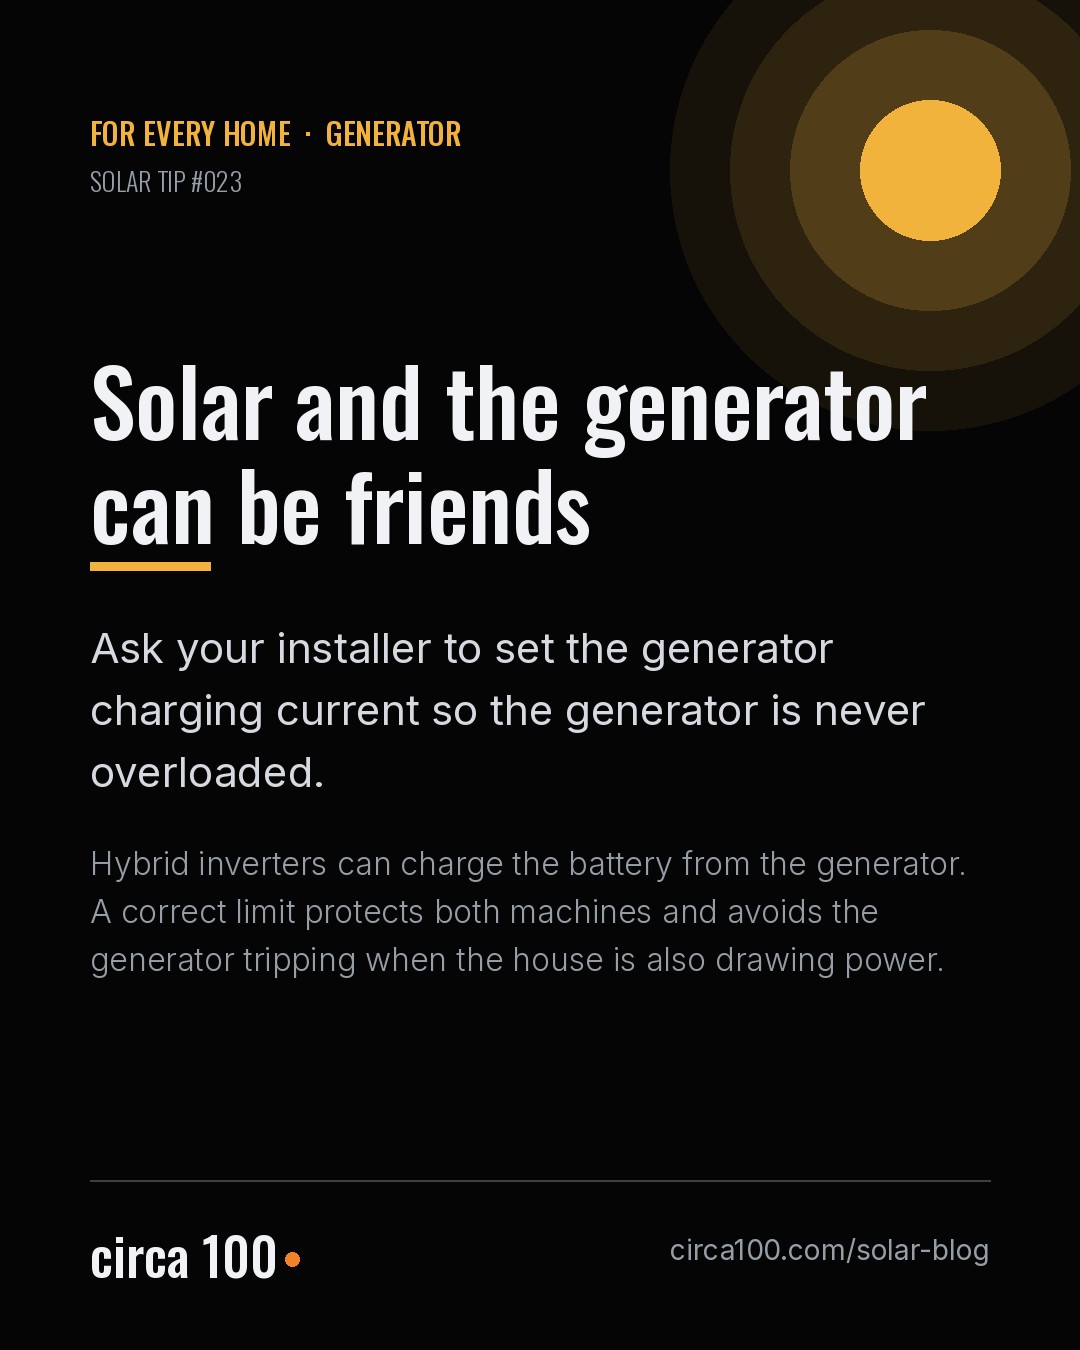 FOR EVERY HOME · GENERATOR
SOLAR TIP #023
Solar and the generator
can be friends
Ask your installer to set the generator
charging current so the generator is never
overloaded.
Hybrid inverters can charge the battery from the generator.
A correct limit protects both machines and avoids the
generator tripping when the house is also drawing power.
circa 100
circa100.com/solar-blog